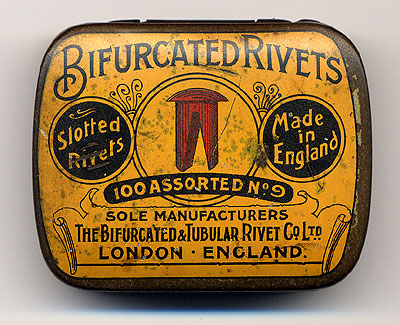 BIFURCATED RIVETS
Slotted
Rivets
Made
in
England
100 ASSORTED No 9
SOLE MANUFACTURERS
THE BIFURCATED & TUBULAR RIVET Co LTD
LONDON · ENGLAND.